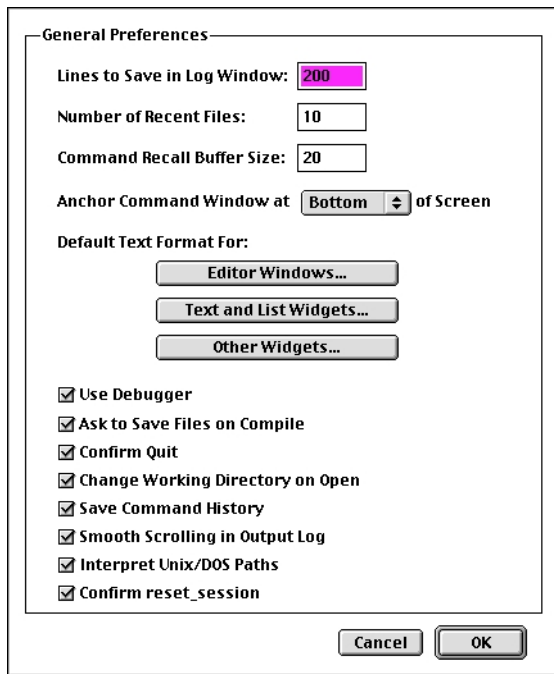 General Preferences
Lines to Save in Log Window: 200
Number of Recent Files: 10
Command Recall Buffer Size: 20
Anchor Command Window at Bottom of Screen
Default Text Format For:
Editor Windows...
Text and List Widgets...
Other Widgets...
Use Debugger
Ask to Save Files on Compile
Confirm Quit
Change Working Directory on Open
Save Command History
Smooth Scrolling in Output Log
Interpret Unix/DOS Paths
Confirm reset_session
Cancel OK